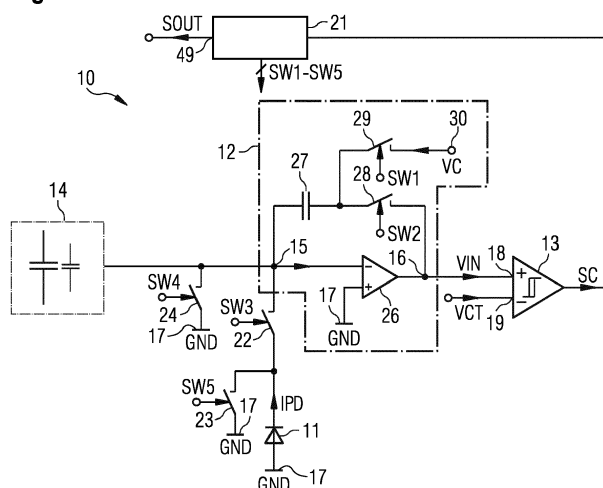 SOUT
21
49
SW1-SW5
10
29
30
12
VC
27
SW1
28
14
SW2
15
16
18
13
VIN
SC
SW4
26
17
24
SW3
17
VCT
19
GND
22
GND
SW5
IPD
23
17
11
GND
17
GND